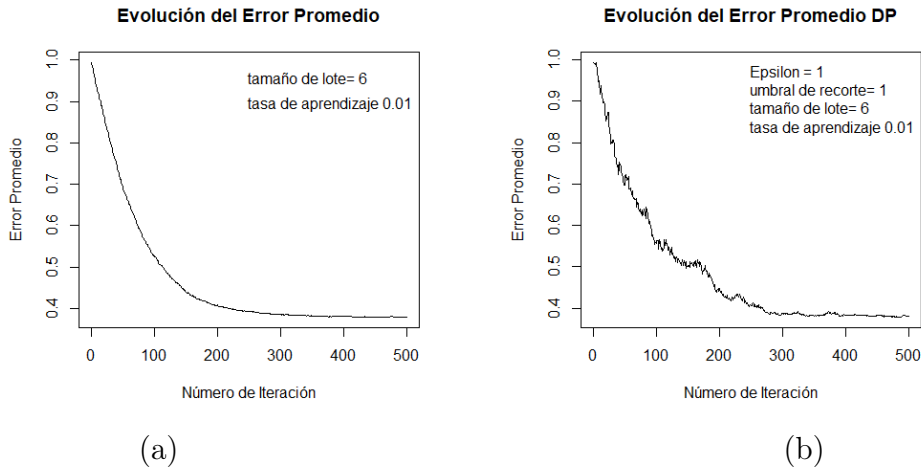 Evolución del Error Promedio
tamaño de lote= 6
tasa de aprendizaje 0.01
Error Promedio
1.0
0.9
0.8
0.7
0.6
0.5
0.4
0 100 200 300 400 500
Número de Iteración
(a)
Evolución del Error Promedio DP
Epsilon = 1
umbral de recorte= 1
tamaño de lote= 6
tasa de aprendizaje 0.01
Error Promedio
1.0
0.9
0.8
0.7
0.6
0.5
0.4
0 100 200 300 400 500
Número de Iteración
(b)